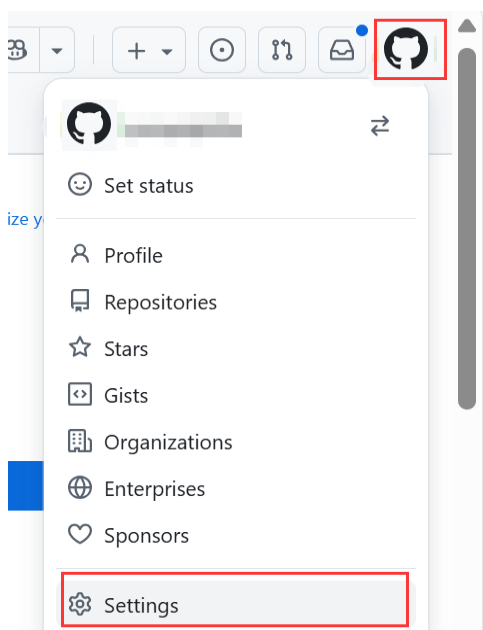 Set status
ize y
Profile
Repositories
Stars
Gists
Organizations
Enterprises
Sponsors
Settings